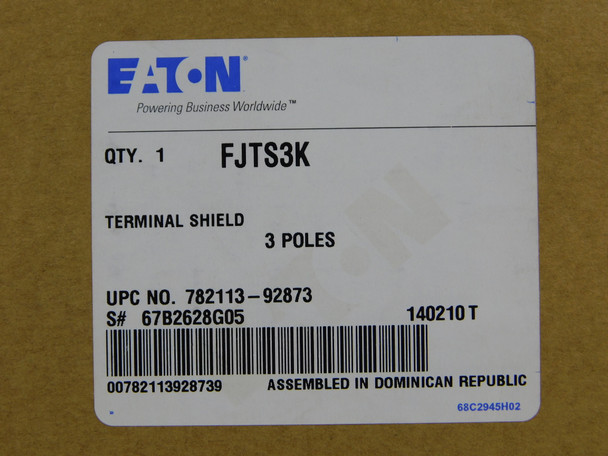 EATON®
Powering Business Worldwide™
QTY. 1 FJTS3K
TERMINAL SHIELD
3 POLES
UPC NO. 782113-92873
S# 67B2628G05 140210 T
00782113928739 ASSEMBLED IN DOMINICAN REPUBLIC
68C2945H02